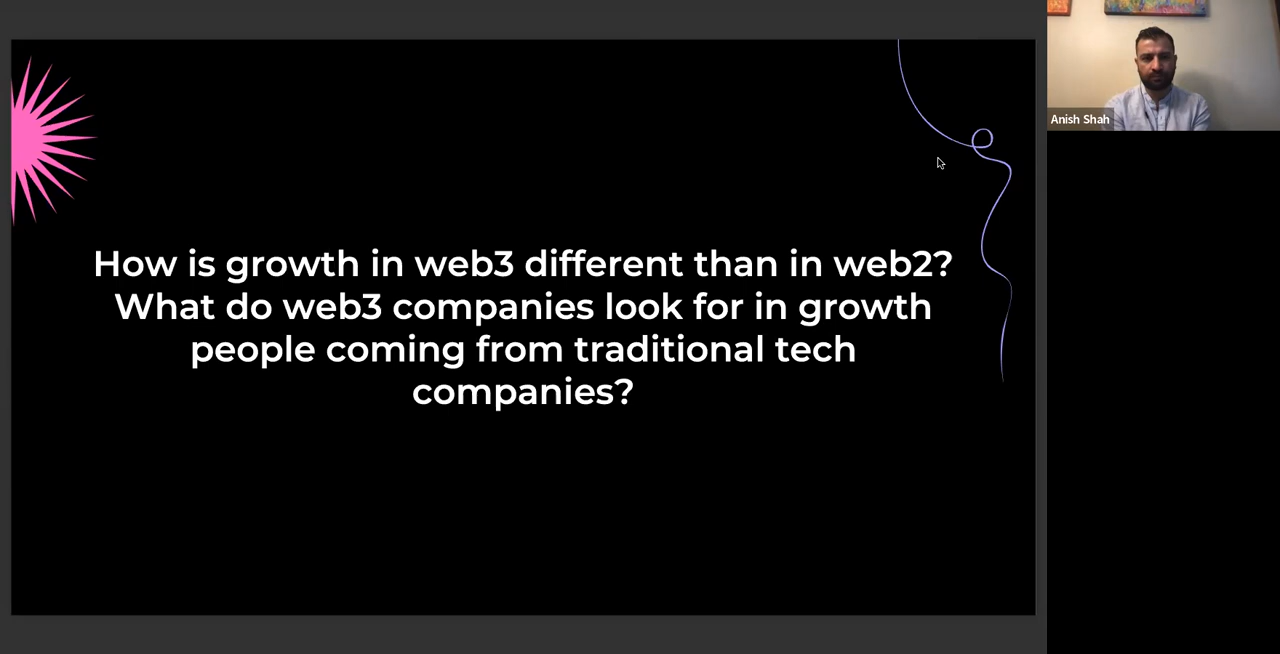 How is growth in web3 different than in web2?
What do web3 companies look for in growth
people coming from traditional tech
companies?
Anish Shah